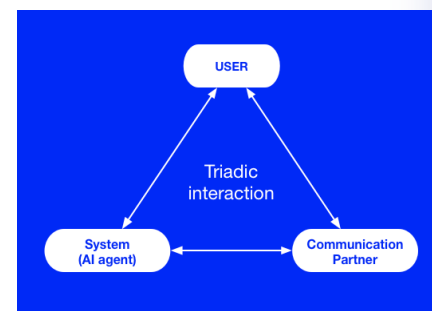 USER
Triadic
interaction
System
(AI agent)
Communication
Partner